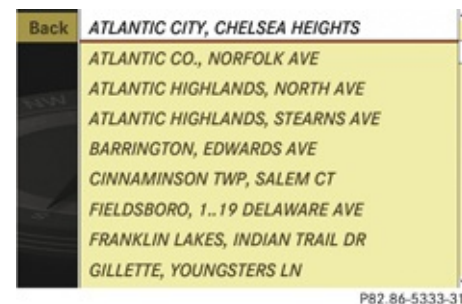 Back
ATLANTIC CITY, CHELSEA HEIGHTS
ATLANTIC CO., NORFOLK AVE
ATLANTIC HIGHLANDS, NORTH AVE
ATLANTIC HIGHLANDS, STEARNS AVE
BARRINGTON, EDWARDS AVE
CINNAMINSON TWP, SALEM CT
FIELDSBORO, 1..19 DELAWARE AVE
FRANKLIN LAKES, INDIAN TRAIL DR
GILLETTE, YOUNGSTERS LN
NW
P82.86-5333-31